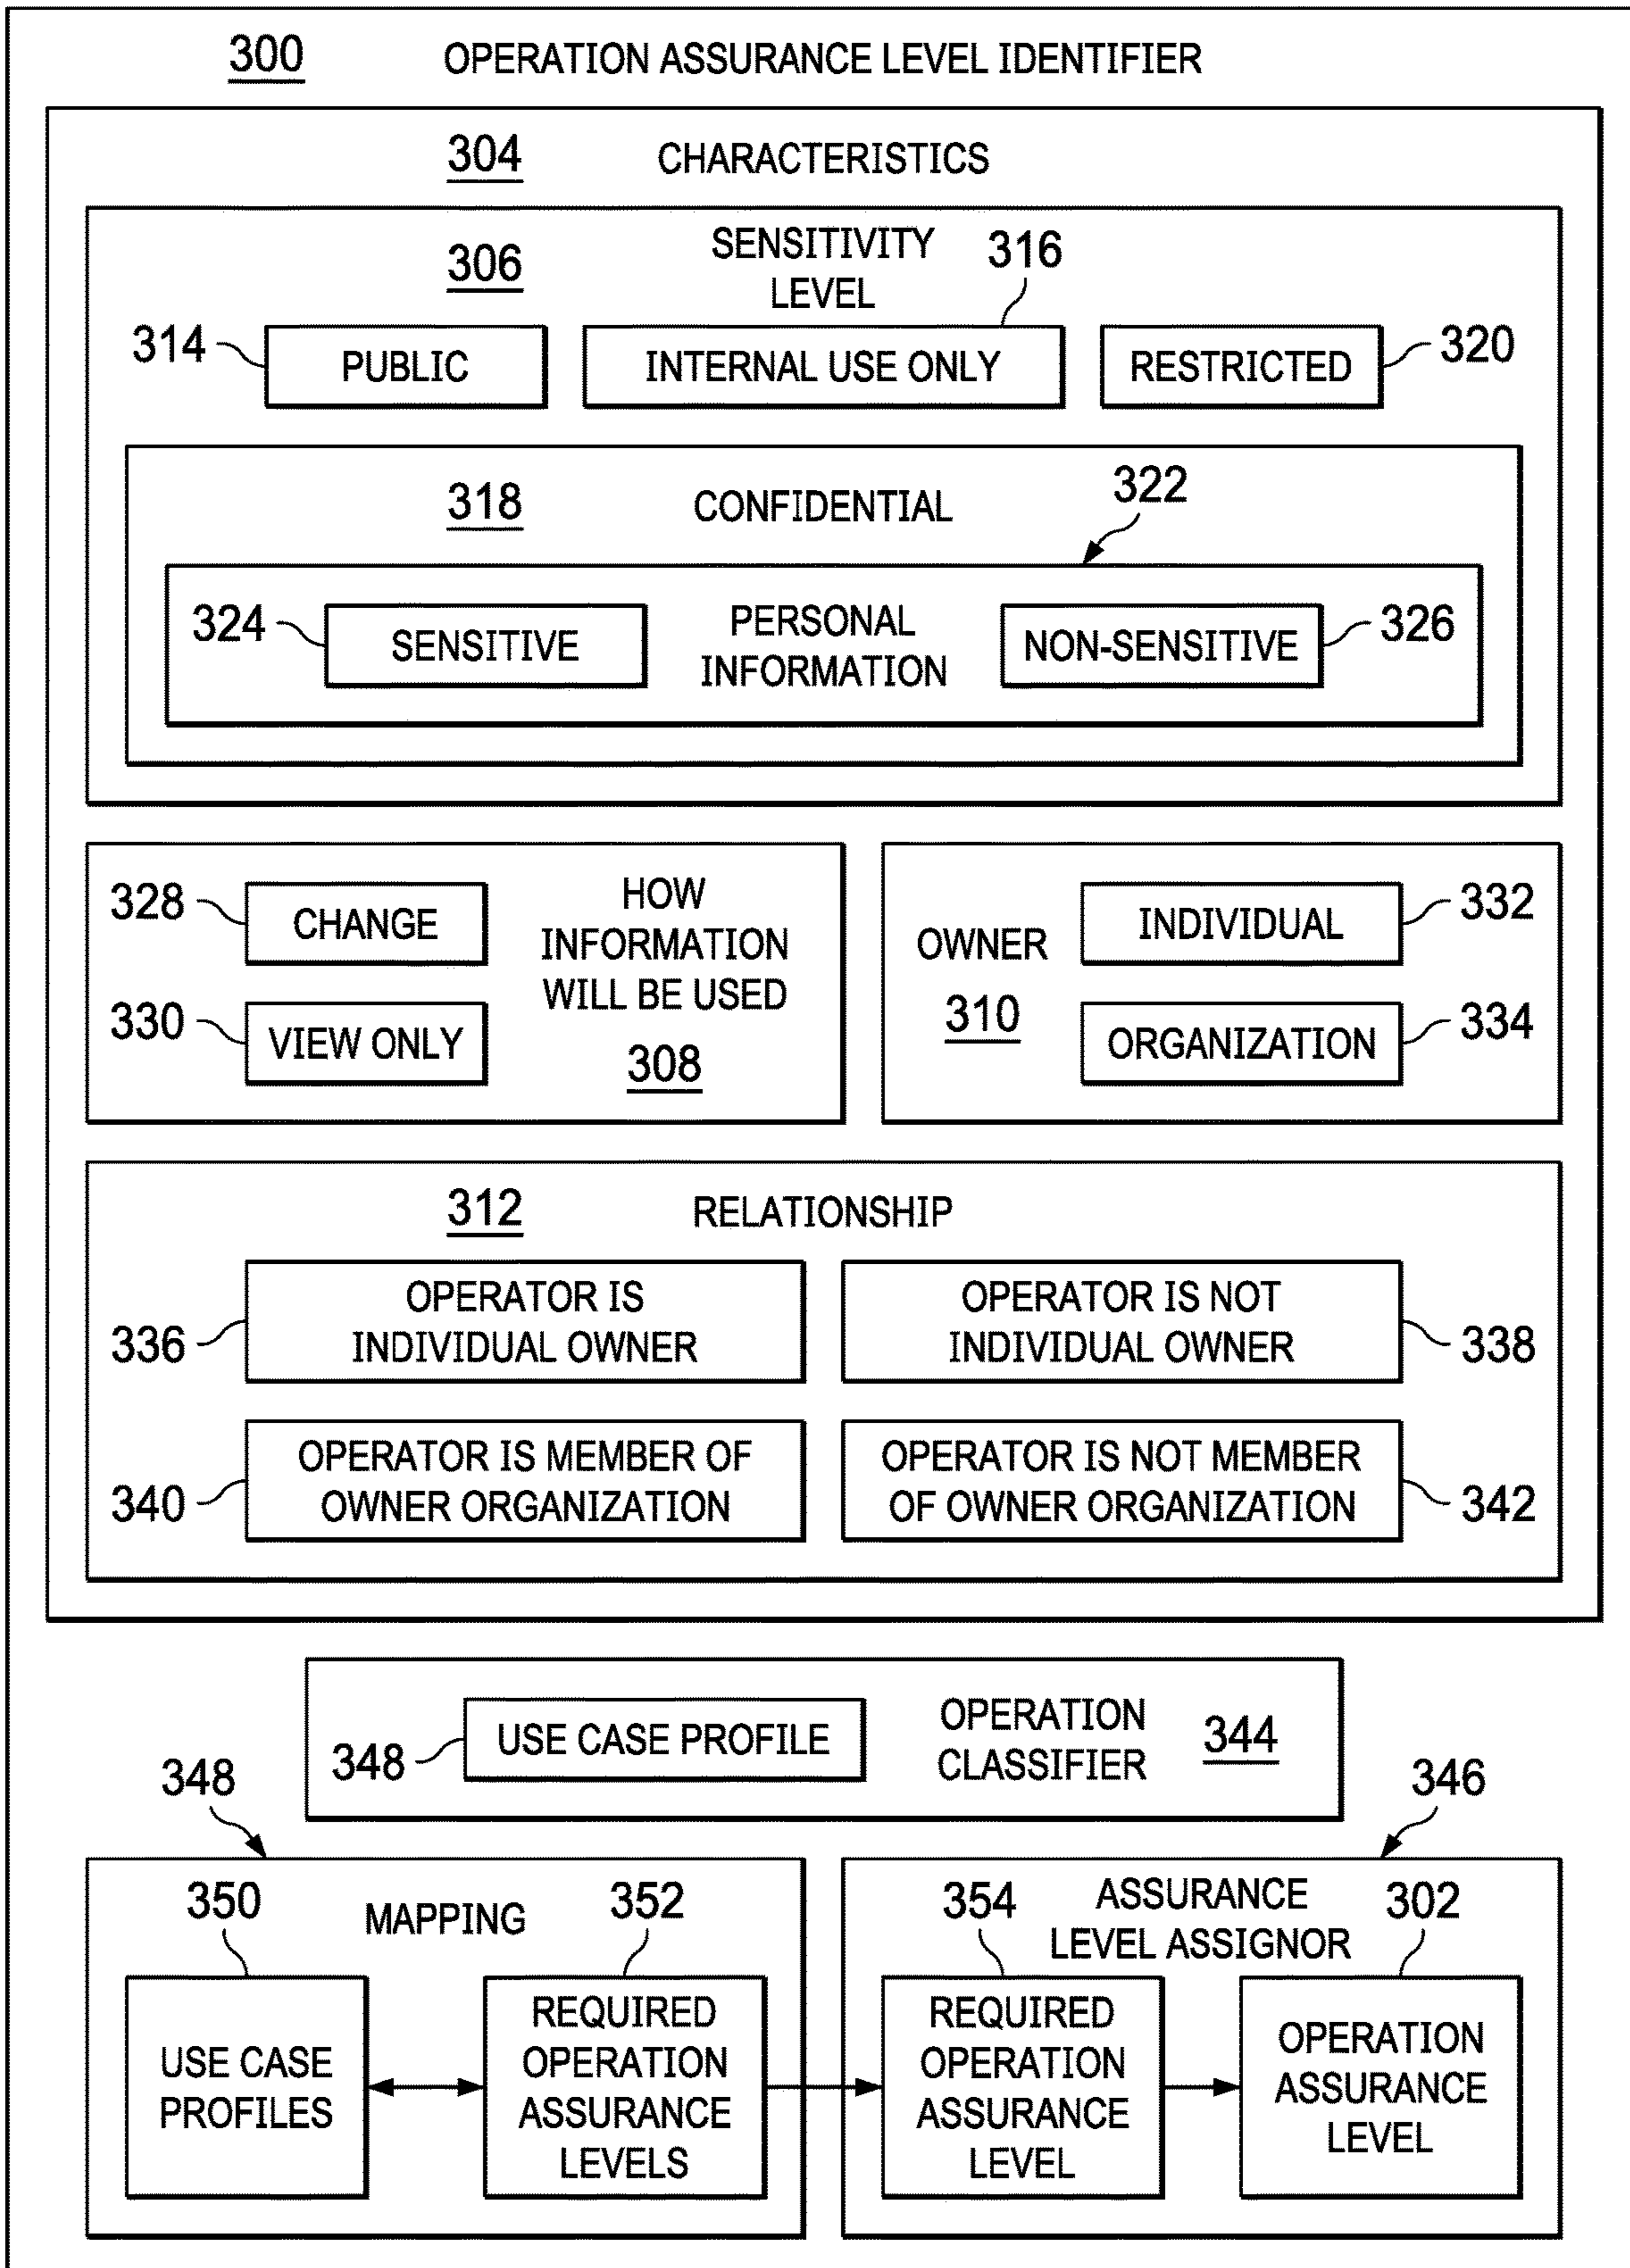 300 OPERATION ASSURANCE LEVEL IDENTIFIER
304 CHARACTERISTICS
306 SENSITIVITY
LEVEL
316
314 PUBLIC INTERNAL USE ONLY RESTRICTED 320
318 CONFIDENTIAL 322
324 SENSITIVE PERSONAL
INFORMATION NON-SENSITIVE 326
328 CHANGE
330 VIEW ONLY
HOW
INFORMATION
WILL BE USED
308
OWNER
310
INDIVIDUAL 332
ORGANIZATION 334
312 RELATIONSHIP
336 OPERATOR IS
INDIVIDUAL OWNER
OPERATOR IS NOT
INDIVIDUAL OWNER 338
340 OPERATOR IS MEMBER OF
OWNER ORGANIZATION
OPERATOR IS NOT MEMBER
OF OWNER ORGANIZATION 342
348 USE CASE PROFILE
OPERATION
CLASSIFIER 344
348
346
350 MAPPING 352
USE CASE
PROFILES
REQUIRED
OPERATION
ASSURANCE
LEVELS
354 ASSURANCE
LEVEL ASSIGNOR 302
REQUIRED
OPERATION
ASSURANCE
LEVEL
OPERATION
ASSURANCE
LEVEL